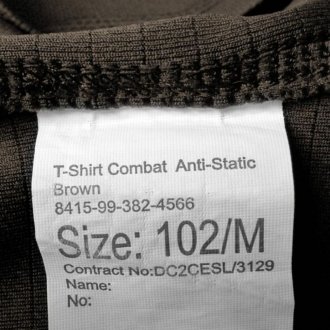 T-Shirt Combat Anti-Static
Brown
8415-99-382-4566
Size: 102/M
Contract No:DC2CESL/3129
Name:
No: